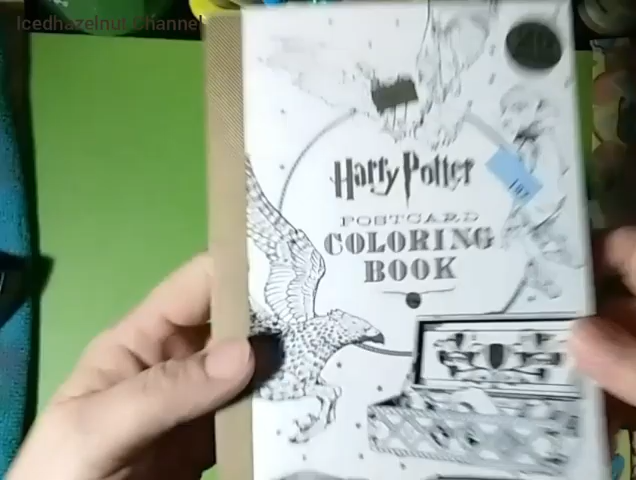 Icedhazelnut Channel
Harry Potter
POSTCARD
COLORING
BOOK